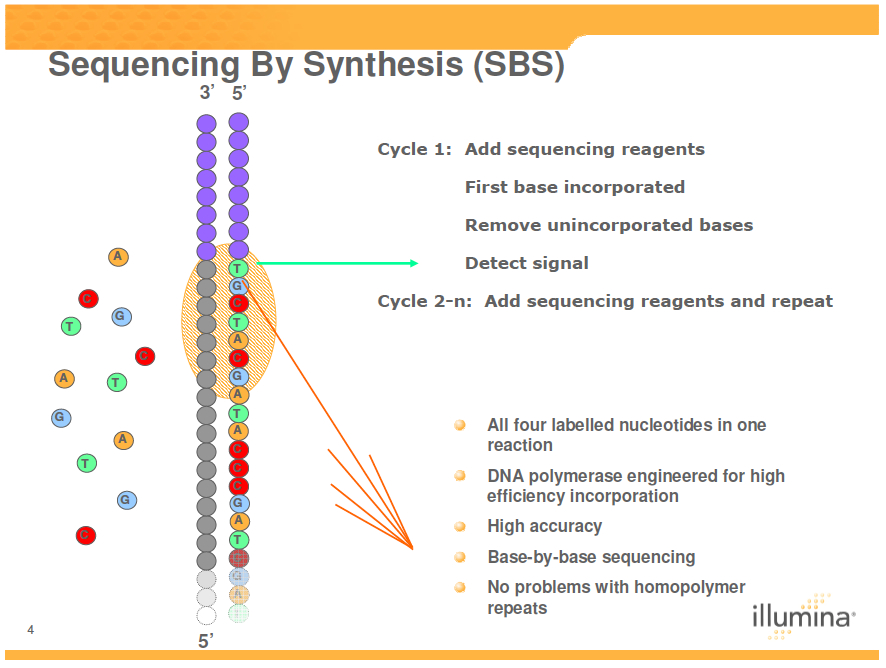 Sequencing By Synthesis (SBS)
3’ 5’
Cycle 1: Add sequencing reagents
First base incorporated
Remove unincorporated bases
Detect signal
Cycle 2-n: Add sequencing reagents and repeat
A
C
G
T
C
A
T
G
A
T
G
C
T
G
C
T
A
C
G
A
T
A
C
C
C
G
A
T
G
A
5’
All four labelled nucleotides in one
reaction
DNA polymerase engineered for high
efficiency incorporation
High accuracy
Base-by-base sequencing
No problems with homopolymer
repeats
illumina®
4